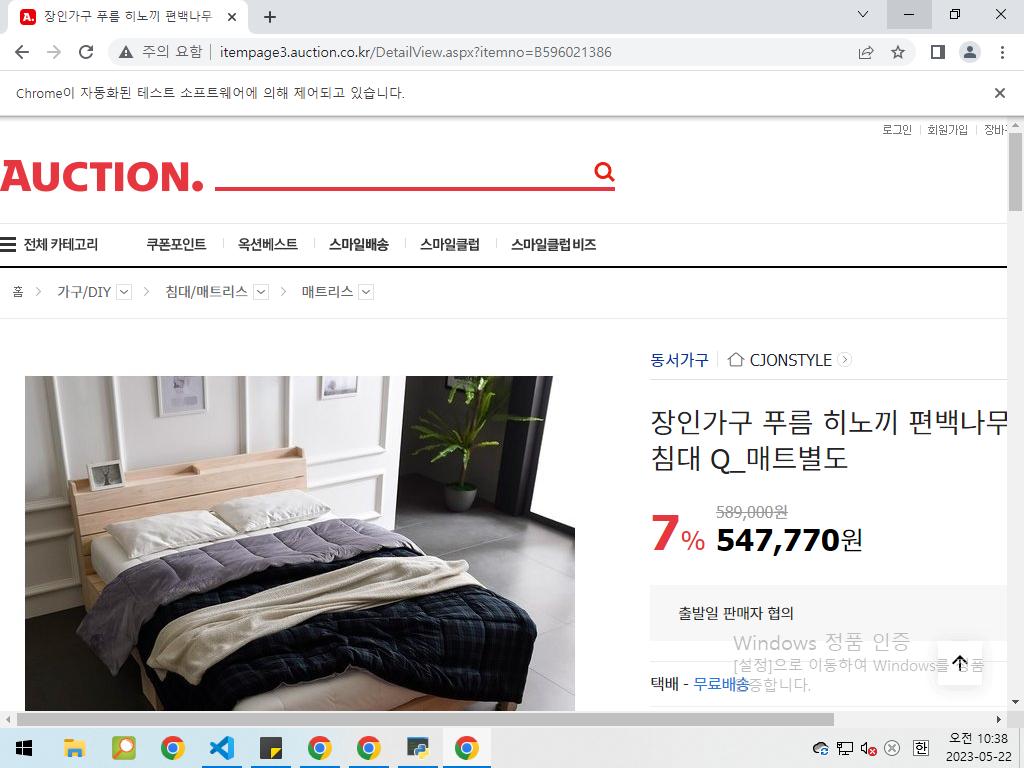 장인가구 푸름 히노끼 편백나무
주의 요함
itempage3.auction.co.kr/DetailView.aspx?itemno=B596021386
Chrome이 자동화된 테스트 소프트웨어에 의해 제어되고 있습니다.
로그인 회원가입 장바
AUCTION.
전체 카테고리 쿠폰포인트 옥션베스트 스마일배송 스마일클럽 스마일클럽 비즈
홈 가구/DIY 침대/매트리스 매트리스
동서가구 CJONSTYLE
장인가구 푸름 히노끼 편백나무
침대 Q_매트별도
589,000원
7% 547,770원
출발일 판매자 협의
Windows 정품 인증
[설정]으로 이동하여 Windows를 정품
인증합니다.
택배 - 무료배송
한
오전 10:38
2023-05-22